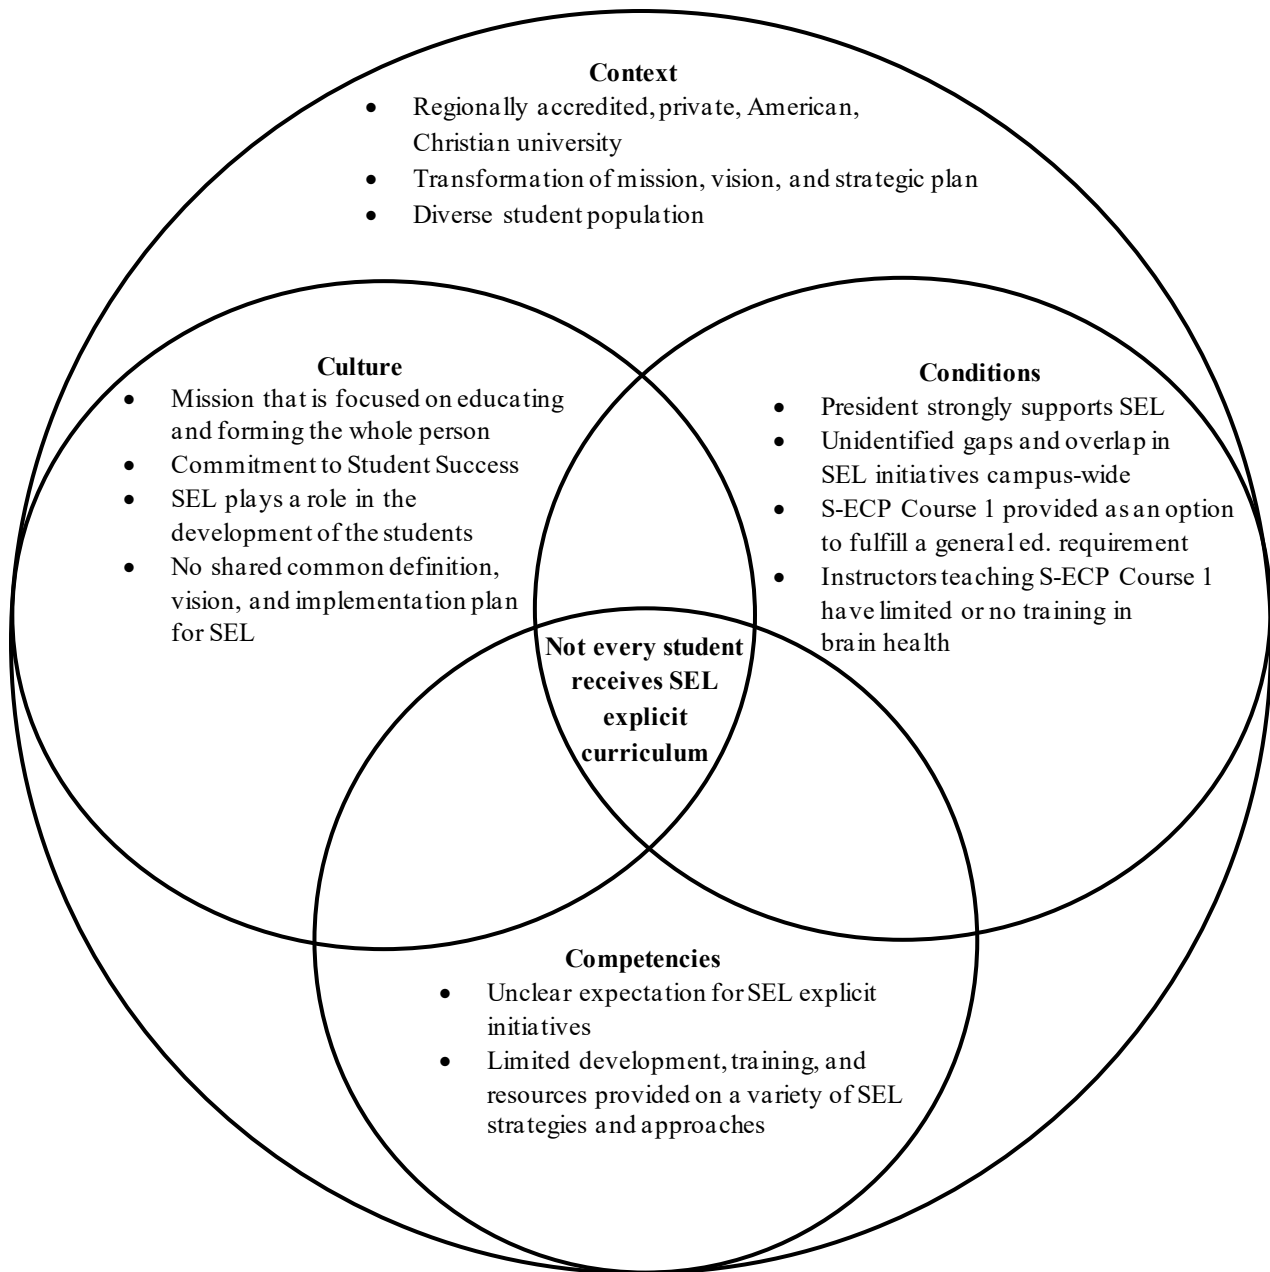 Context
• Regionally accredited, private, American,
Christian university
• Transformation of mission, vision, and strategic plan
• Diverse student population
Culture
• Mission that is focused on educating
and forming the whole person
• Commitment to Student Success
• SEL plays a role in the
development of the students
• No shared common definition,
vision, and implementation plan
for SEL
Conditions
• President strongly supports SEL
• Unidentified gaps and overlap in
SEL initiatives campus-wide
• S-ECP Course 1 provided as an option
to fulfill a general ed. requirement
• Instructors teaching S-ECP Course 1
have limited or no training in
brain health
Not every student
receives SEL
explicit
curriculum
Competencies
• Unclear expectation for SEL explicit
initiatives
• Limited development, training, and
resources provided on a variety of SEL
strategies and approaches